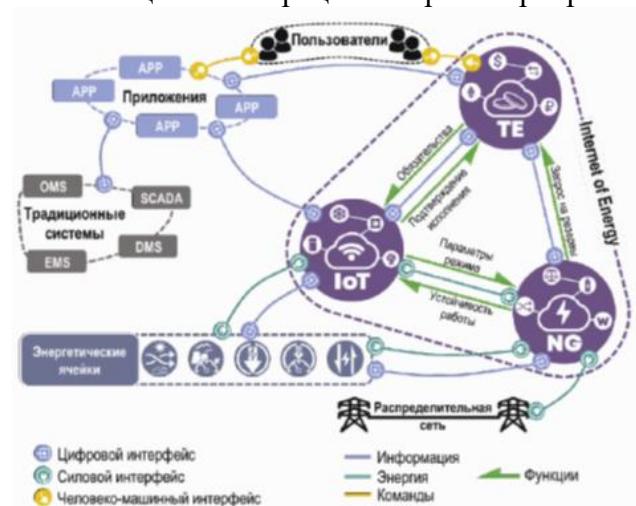 Пользователи
APP
APP
Приложения
APP
APP
TE
Internet of Energy
OMS
SCADA
Традиционные
системы
DMS
EMS
Обязательства
Подтверждение
исполнения
Запрос на резервы
IoT
Параметры
режима
Устойчивость
работы
NG
Энергетические
ячейки
Распределительная
сеть
Цифровой интерфейс
Силовой интерфейс
Человеко-машинный интерфейс
Информация
Энергия
Команды
Функции